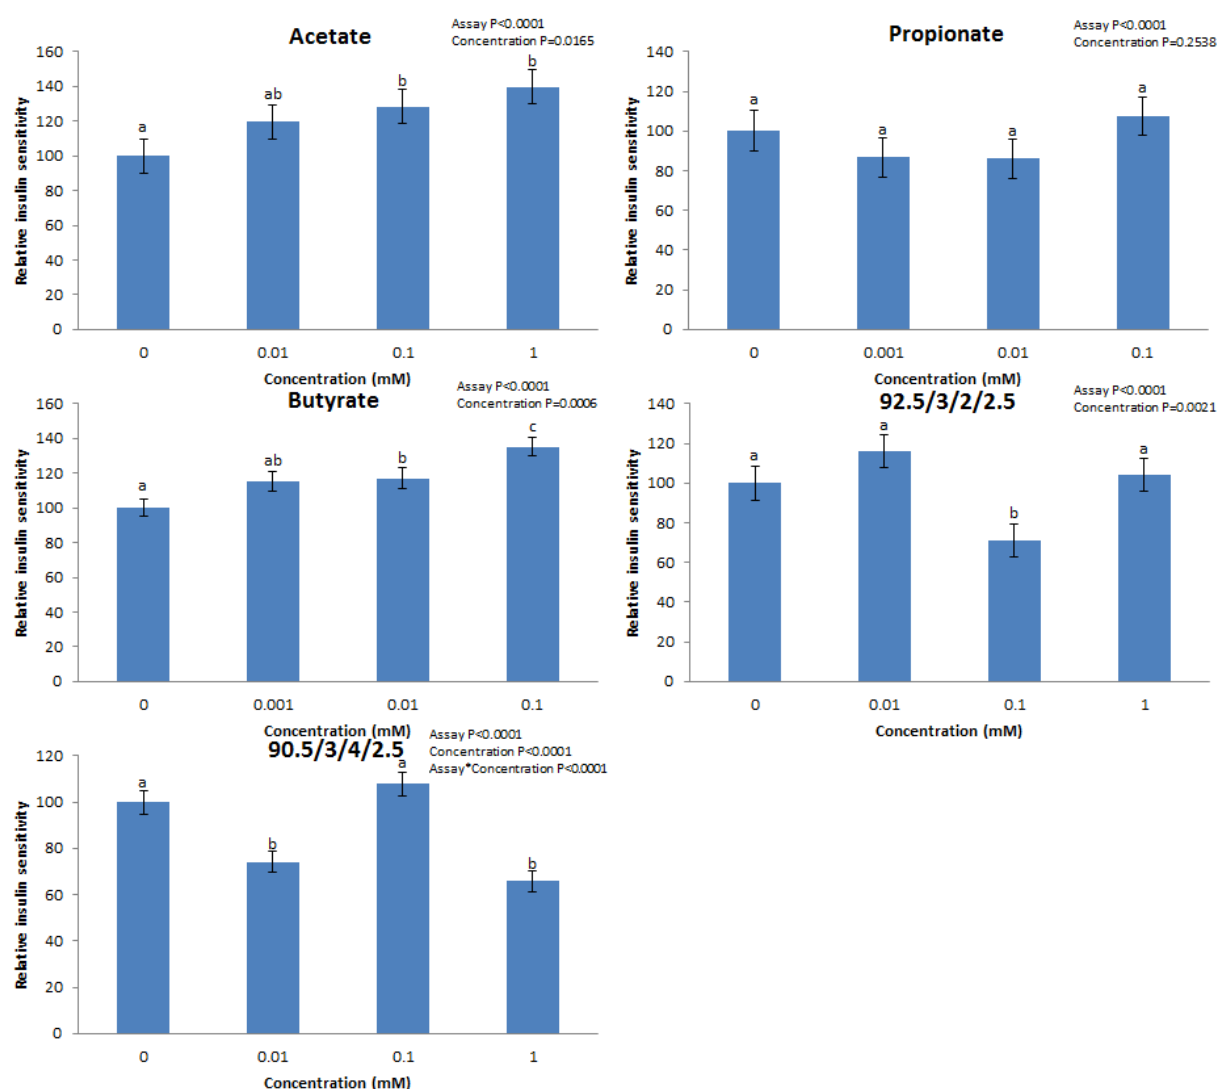 Acetate
Assay P<0.0001
Concentration P=0.0165
Relative insulin sensitivity
160
140
120
100
80
60
40
20
0
a
ab
b
b
0
0.01
0.1
1
Concentration (mM)
Propionate
Assay P<0.0001
Concentration P=0.2538
Relative insulin sensitivity
140
120
100
80
60
40
20
0
a
a
a
a
0
0.001
0.01
0.1
Concentration (mM)
Butyrate
Assay P<0.0001
Concentration P=0.0006
Relative insulin sensitivity
160
140
120
100
80
60
40
20
0
a
ab
b
c
0
0.001
0.01
0.1
Concentration (mM)
92.5/3/2/2.5
Assay P<0.0001
Concentration P=0.0021
Relative insulin sensitivity
140
120
100
80
60
40
20
0
a
a
b
a
0
0.01
0.1
1
Concentration (mM)
90.5/3/4/2.5
Assay P<0.0001
Concentration P<0.0001
Assay*Concentration P<0.0001
Relative insulin sensitivity
120
100
80
60
40
20
0
a
b
a
b
0
0.01
0.1
1
Concentration (mM)